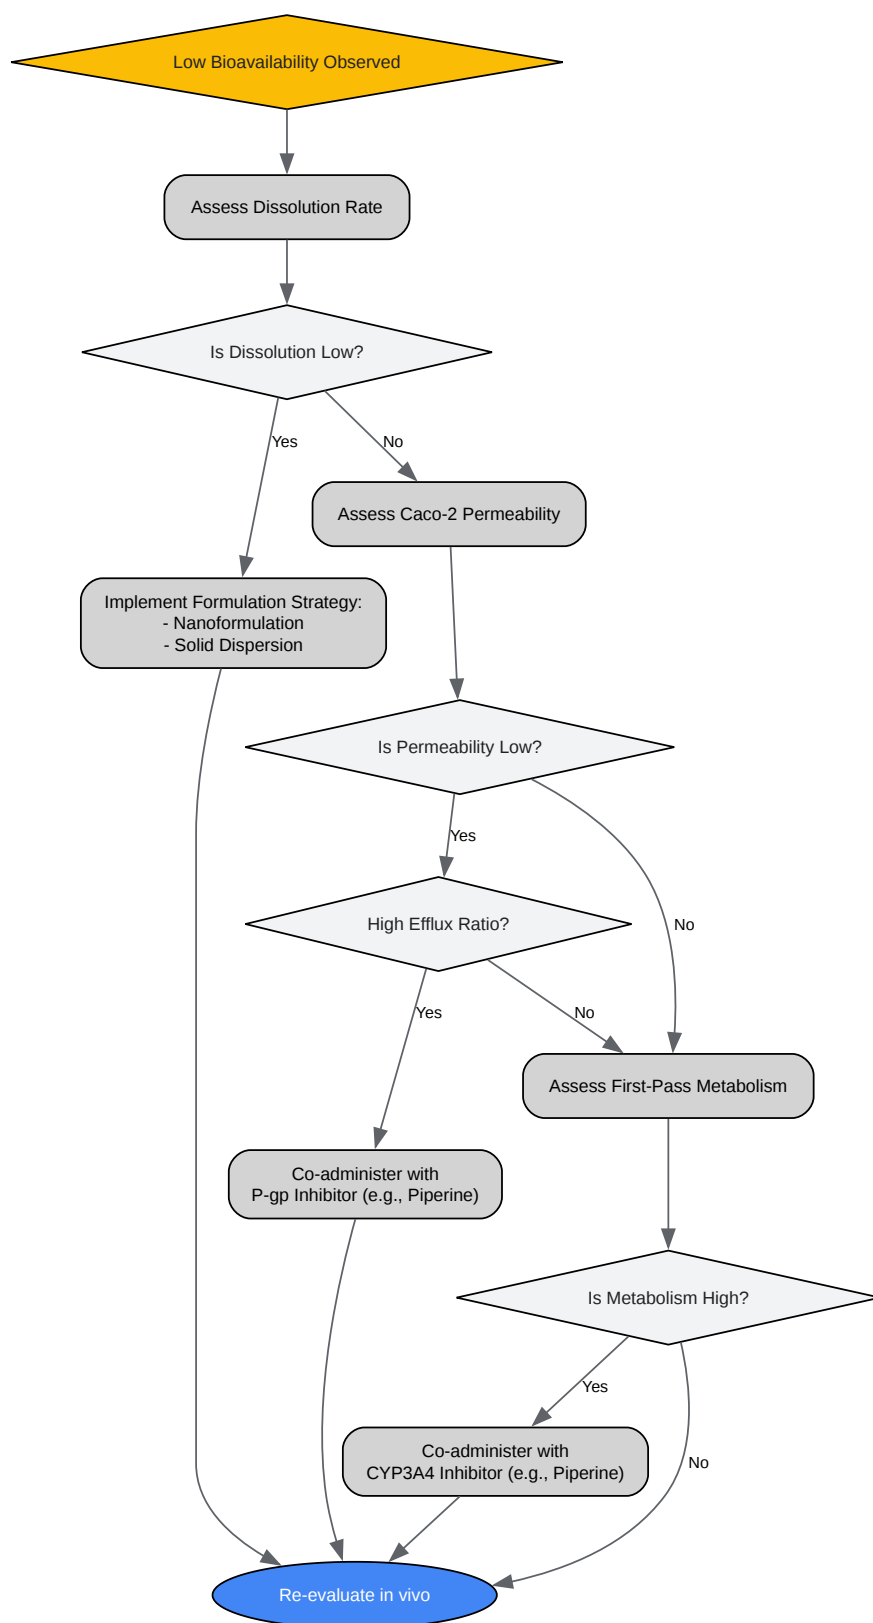 Low Bioavailability Observed
Assess Dissolution Rate
Is Dissolution Low?
Yes
No
Assess Caco-2 Permeability
Implement Formulation Strategy:
- Nanoformulation
- Solid Dispersion
Is Permeability Low?
Yes
High Efflux Ratio?
No
Yes
No
Assess First-Pass Metabolism
Co-administer with
P-gp Inhibitor (e.g., Piperine)
Is Metabolism High?
Yes
Co-administer with
CYP3A4 Inhibitor (e.g., Piperine)
No
Re-evaluate in vivo